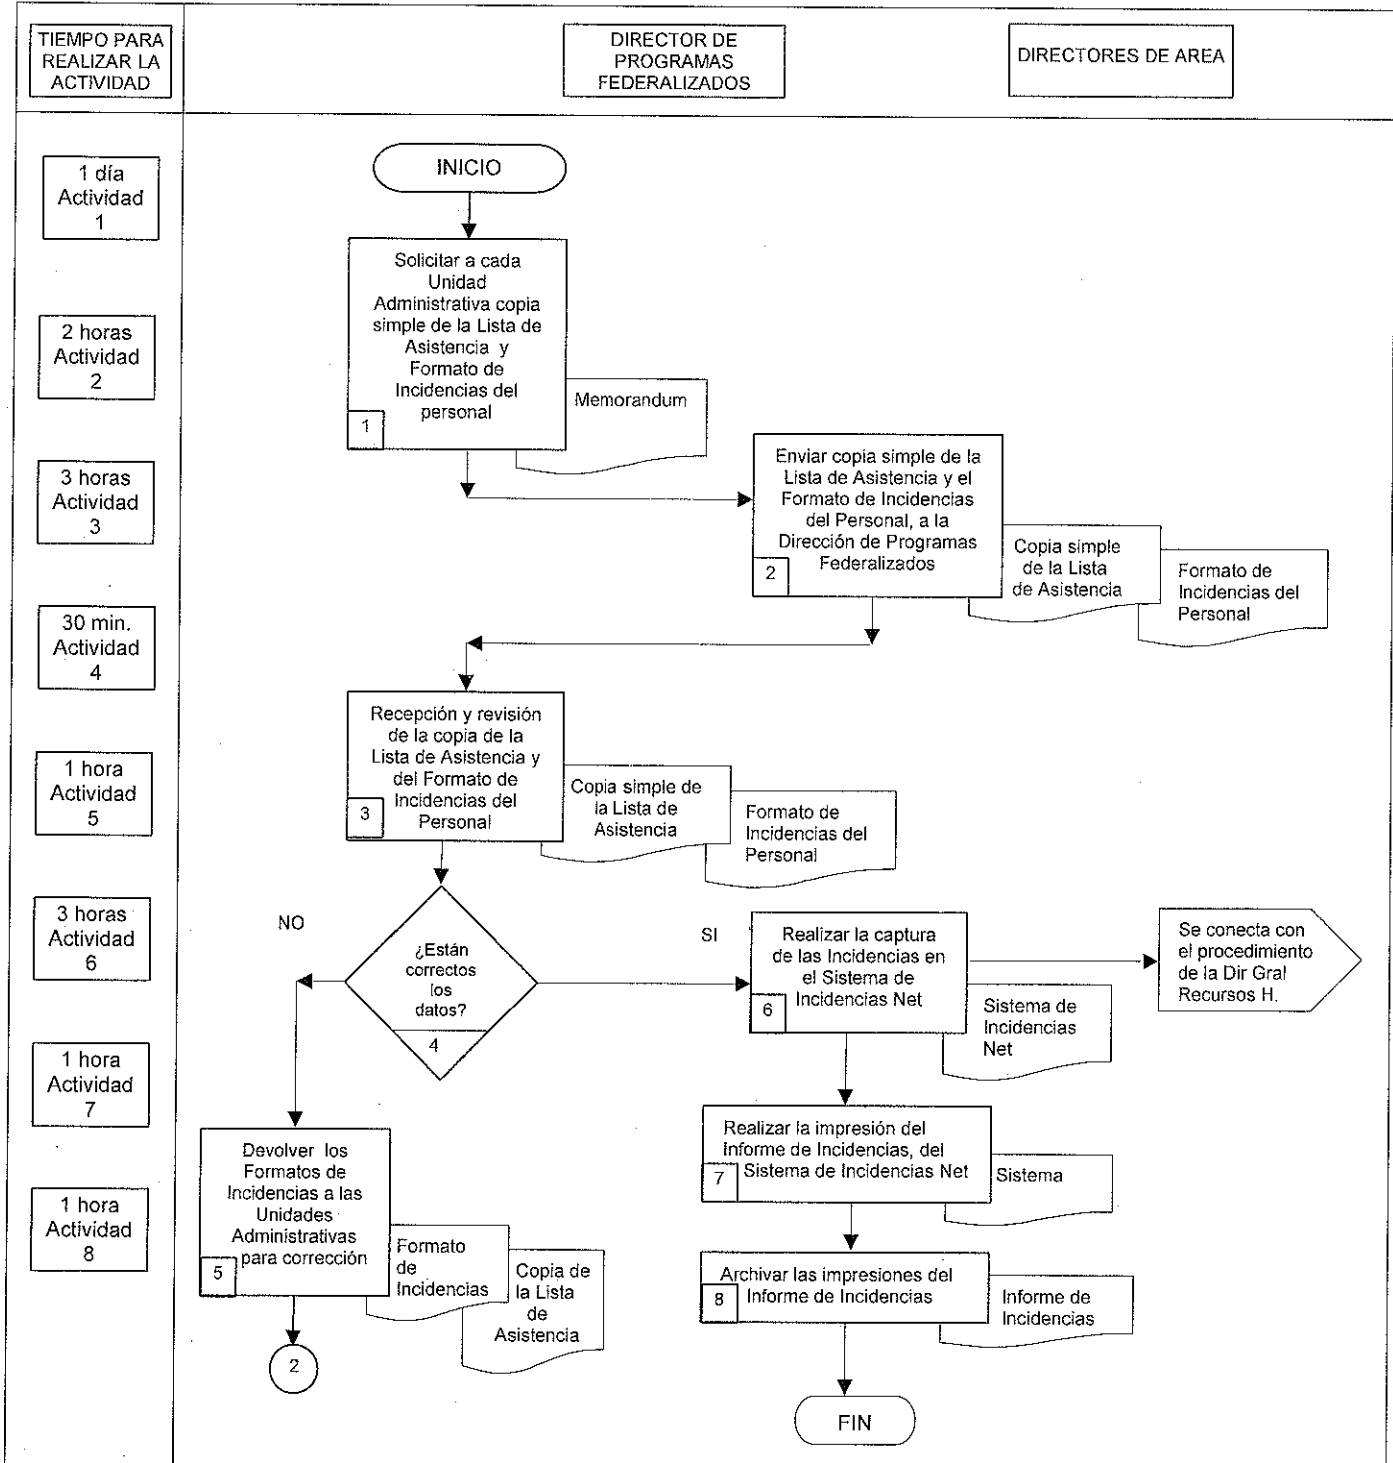 TIEMPO PARA
REALIZAR LA
ACTIVIDAD
DIRECTOR DE
PROGRAMAS
FEDERALIZADOS
DIRECTORES DE AREA
1 día
Actividad
1
2 horas
Actividad
2
3 horas
Actividad
3
30 min.
Actividad
4
1 hora
Actividad
5
3 horas
Actividad
6
1 hora
Actividad
7
1 hora
Actividad
8
INICIO
Solicitar a cada
Unidad
Administrativa copia
simple de la Lista de
Asistencia y
Formato de
Incidencias del
personal
1
Memorandum
Enviar copia simple de la
Lista de Asistencia y el
Formato de Incidencias
del Personal, a la
Dirección de Programas
Federalizados
2
Copia simple
de la Lista
de Asistencia
Formato de
Incidencias del
Personal
Recepción y revisión
de la copia de la
Lista de Asistencia y
del Formato de
Incidencias del
Personal
3
Copia simple de
la Lista de
Asistencia
Formato de
Incidencias del
Personal
¿Están
correctos
los
datos?
4
NO
SI
Realizar la captura
de las Incidencias en
el Sistema de
Incidencias Net
6
Sistema de
Incidencias
Net
Se conecta con
el procedimiento
de la Dir Gral
Recursos H.
Devolver los
Formatos de
Incidencias a las
Unidades
Administrativas
para corrección
5
Formato
de
Incidencias
Copia de
la Lista
de
Asistencia
2
Realizar la impresión del
Informe de Incidencias, del
Sistema de Incidencias Net
7
Sistema
Archivar las impresiones del
Informe de Incidencias
8
Informe de
Incidencias
FIN